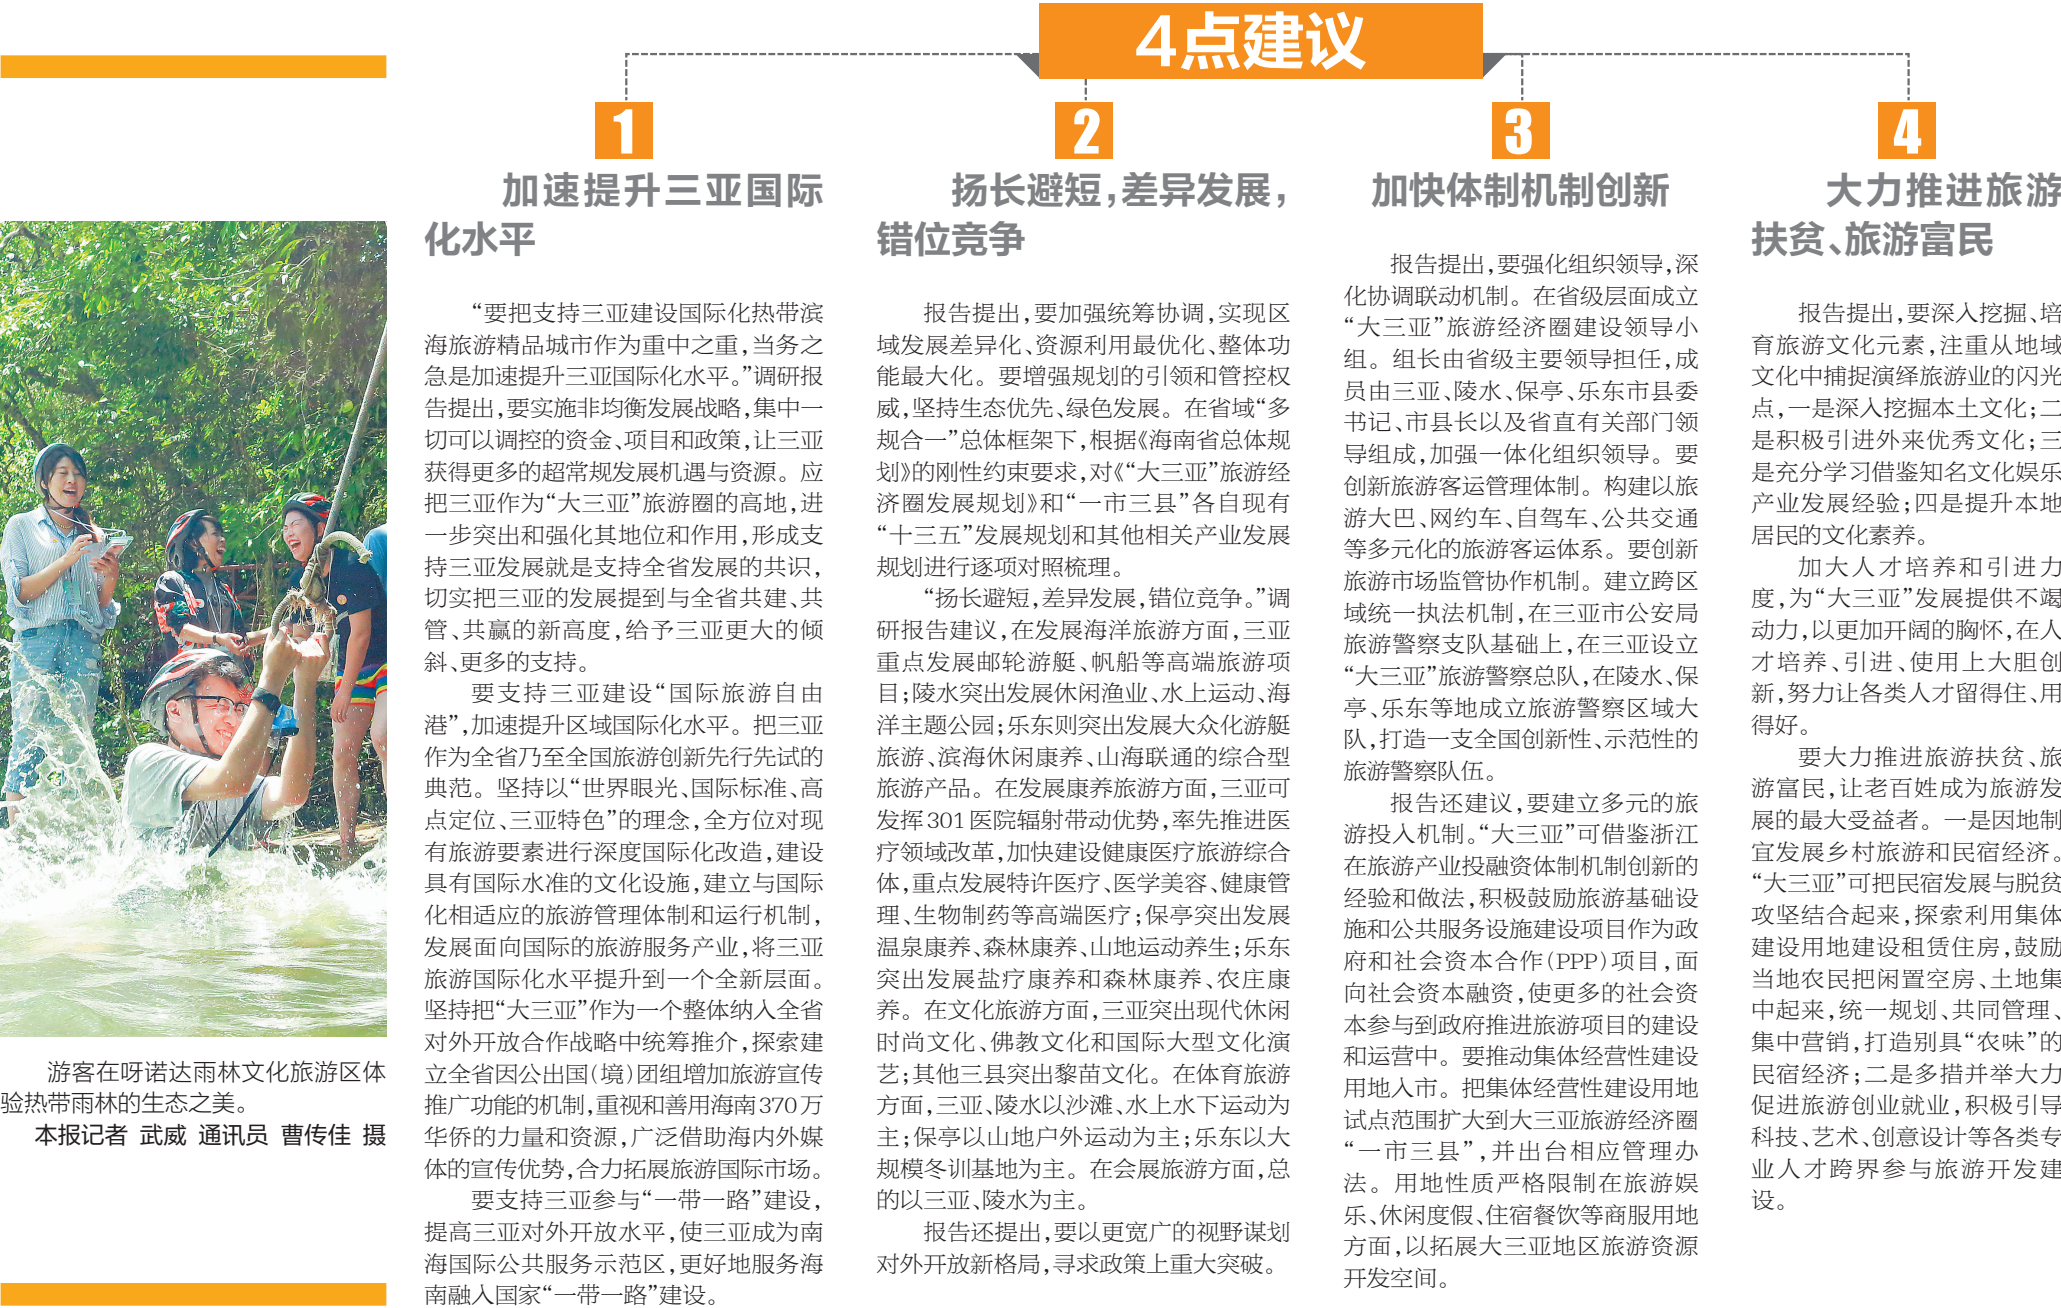 4点建议
1
加速提升三亚国际
化水平
“要把支持三亚建设国际化热带滨
海旅游精品城市作为重中之重,当务之
急是加速提升三亚国际化水平。”调研报
告提出,要实施非均衡发展战略,集中一
切可以调控的资金、项目和政策,让三亚
获得更多的超常规发展机遇与资源。应
把三亚作为“大三亚”旅游圈的高地,进
一步突出和强化其地位和作用,形成支
持三亚发展就是支持全省发展的共识,
切实把三亚的发展提到与全省共建、共
管、共赢的新高度,给予三亚更大的倾
斜、更多的支持。
要支持三亚建设“国际旅游自由
港”,加速提升区域国际化水平。把三亚
作为全省乃至全国旅游创新先行先试的
典范。坚持以“世界眼光、国际标准、高
点定位、三亚特色”的理念,全方位对现
有旅游要素进行深度国际化改造,建设
具有国际水准的文化设施,建立与国际
化相适应的旅游管理体制和运行机制,
发展面向国际的旅游服务产业,将三亚
旅游国际化水平提升到一个全新层面。
坚持把“大三亚”作为一个整体纳入全省
对外开放合作战略中统筹推介,探索建
立全省因公出国(境)团组增加旅游宣传
推广功能的机制,重视和善用海南370万
华侨的力量和资源,广泛借助海内外媒
体的宣传优势,合力拓展旅游国际市场。
要支持三亚参与“一带一路”建设,
提高三亚对外开放水平,使三亚成为南
海国际公共服务示范区,更好地服务海
南融入国家“一带一路”建设。
2
扬长避短,差异发展,
错位竞争
报告提出,要加强统筹协调,实现区
域发展差异化、资源利用最优化、整体功
能最大化。要增强规划的引领和管控权
威,坚持生态优先、绿色发展。在省域“多
规合一”总体框架下,根据《海南省总体规
划》的刚性约束要求,对《“大三亚”旅游经
济圈发展规划》和“一市三县”各自现有
“十三五”发展规划和其他相关产业发展
规划进行逐项对照梳理。
“扬长避短,差异发展,错位竞争。”调
研报告建议,在发展海洋旅游方面,三亚
重点发展邮轮游艇、帆船等高端旅游项
目;陵水突出发展休闲渔业、水上运动、海
洋主题公园;乐东则突出发展大众化游艇
旅游、滨海休闲康养、山海联通的综合型
旅游产品。在发展康养旅游方面,三亚可
发挥301医院辐射带动优势,率先推进医
疗领域改革,加快建设健康医疗旅游综合
体,重点发展特许医疗、医学美容、健康管
理、生物制药等高端医疗;保亭突出发展
温泉康养、森林康养、山地运动养生;乐东
突出发展盐疗康养和森林康养、农庄康
养。在文化旅游方面,三亚突出现代休闲
时尚文化、佛教文化和国际大型文化演
艺;其他三县突出黎苗文化。在体育旅游
方面,三亚、陵水以沙滩、水上水下运动为
主;保亭以山地户外运动为主;乐东以大
规模冬训基地为主。在会展旅游方面,总
的以三亚、陵水为主。
报告还提出,要以更宽广的视野谋划
对外开放新格局,寻求政策上重大突破。
3
加快体制机制创新
报告提出,要强化组织领导,深
化协调联动机制。在省级层面成立
“大三亚”旅游经济圈建设领导小
组。组长由省级主要领导担任,成
员由三亚、陵水、保亭、乐东市县委
书记、市县长以及省直有关部门领
导组成,加强一体化组织领导。要
创新旅游客运管理体制。构建以旅
游大巴、网约车、自驾车、公共交通
等多元化的旅游客运体系。要创新
旅游市场监管协作机制。建立跨区
域统一执法机制,在三亚市公安局
旅游警察支队基础上,在三亚设立
“大三亚”旅游警察总队,在陵水、保
亭、乐东等地成立旅游警察区域大
队,打造一支全国创新性、示范性的
旅游警察队伍。
报告还建议,要建立多元的旅
游投入机制。“大三亚”可借鉴浙江
在旅游产业投融资体制机制创新的
经验和做法,积极鼓励旅游基础设
施和公共服务设施建设项目作为政
府和社会资本合作(PPP)项目,面
向社会资本融资,使更多的社会资
本参与到政府推进旅游项目的建设
和运营中。要推动集体经营性建设
用地入市。把集体经营性建设用地
试点范围扩大到大三亚旅游经济圈
“一市三县”,并出台相应管理办
法。用地性质严格限制在旅游娱
乐、休闲度假、住宿餐饮等商服用地
方面,以拓展大三亚地区旅游资源
开发空间。
4
大力推进旅游
扶贫、旅游富民
报告提出,要深入挖掘、培
育旅游文化元素,注重从地域
文化中捕捉演绎旅游业的闪光
点,一是深入挖掘本土文化;二
是积极引进外来优秀文化;三
是充分学习借鉴知名文化娱乐
产业发展经验;四是提升本地
居民的文化素养。
加大人才培养和引进力
度,为“大三亚”发展提供不竭
动力,以更加开阔的胸怀,在人
才培养、引进、使用上大胆创
新,努力让各类人才留得住、用
得好。
要大力推进旅游扶贫、旅
游富民,让老百姓成为旅游发
展的最大受益者。一是因地制
宜发展乡村旅游和民宿经济。
“大三亚”可把民宿发展与脱贫
攻坚结合起来,探索利用集体
建设用地建设租赁住房,鼓励
当地农民把闲置空房、土地集
中起来,统一规划、共同管理、
集中营销,打造别具“农味”的
民宿经济;二是多措并举大力
促进旅游创业就业,积极引导
科技、艺术、创意设计等各类专
业人才跨界参与旅游开发建
设。
游客在呀诺达雨林文化旅游区体
验热带雨林的生态之美。
本报记者 武威 通讯员 曹传佳 摄